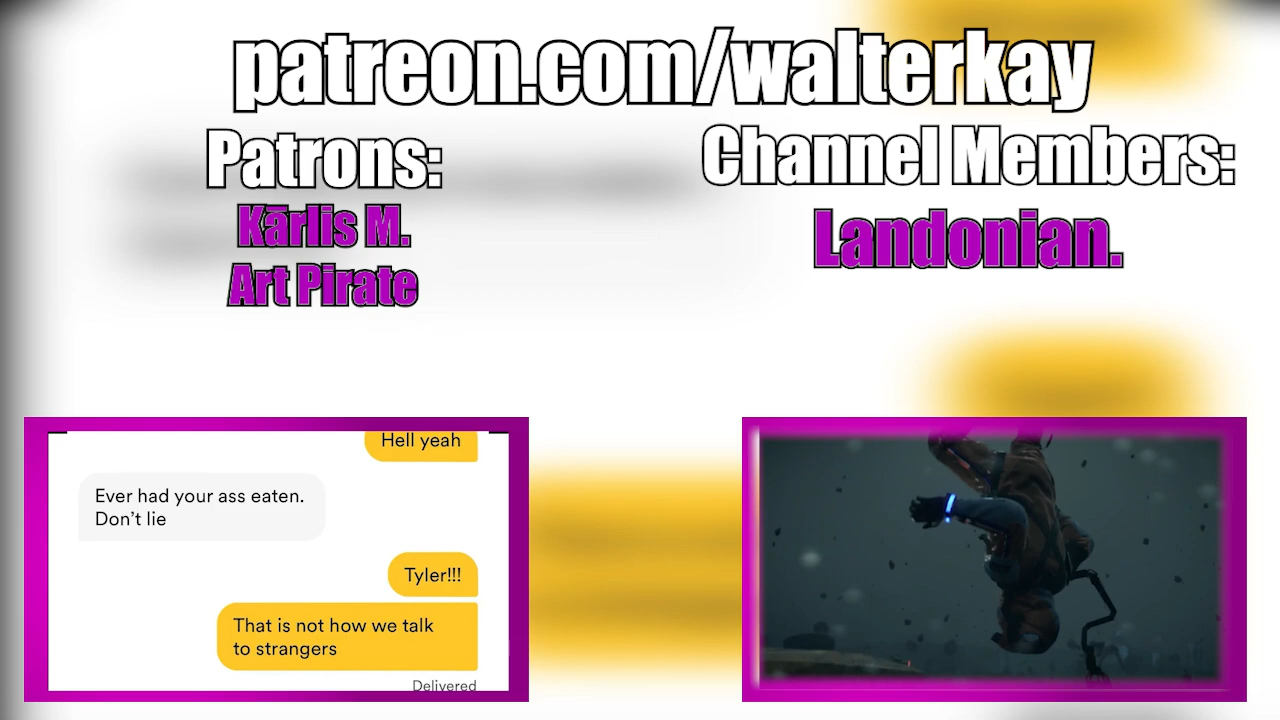 patreon.com/walterkay
Patrons:
Kārlis M.
Art Pirate
Channel Members:
Landonian.
Hell yeah
Ever had your ass eaten.
Don't lie
Tyler!!!
That is not how we talk
to strangers
Delivered